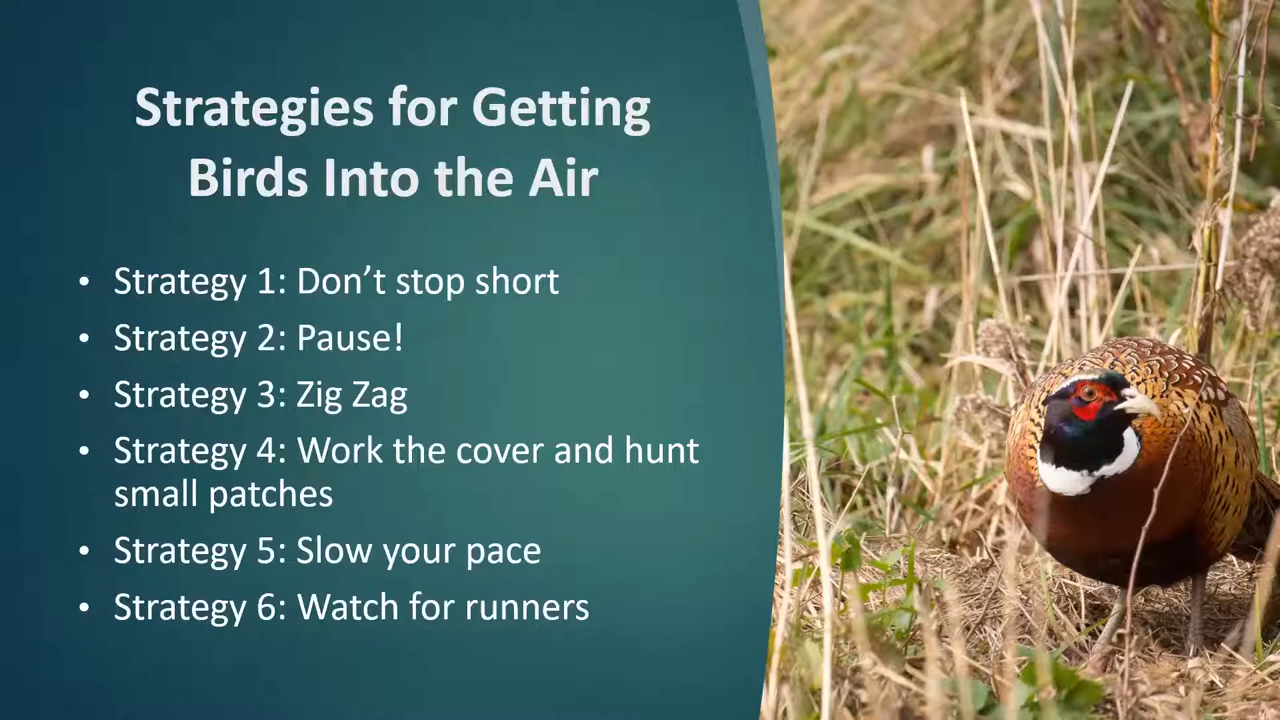 Strategies for Getting
Birds Into the Air
• Strategy 1: Don’t stop short
• Strategy 2: Pause!
• Strategy 3: Zig Zag
• Strategy 4: Work the cover and hunt
small patches
• Strategy 5: Slow your pace
• Strategy 6: Watch for runners